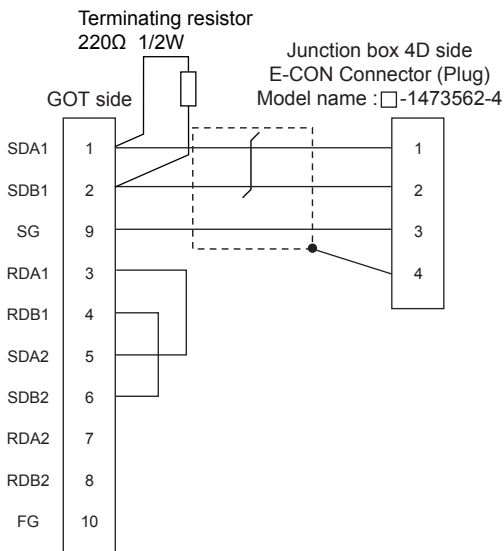 Terminating resistor
220Ω 1/2W
Junction box 4D side
E-CON Connector (Plug)
Model name : □-1473562-4
GOT side
SDA1 1 1
SDB1 2 2
SG 9 3
RDA1 3 4
RDB1 4
SDA2 5
SDB2 6
RDA2 7
RDB2 8
FG 10